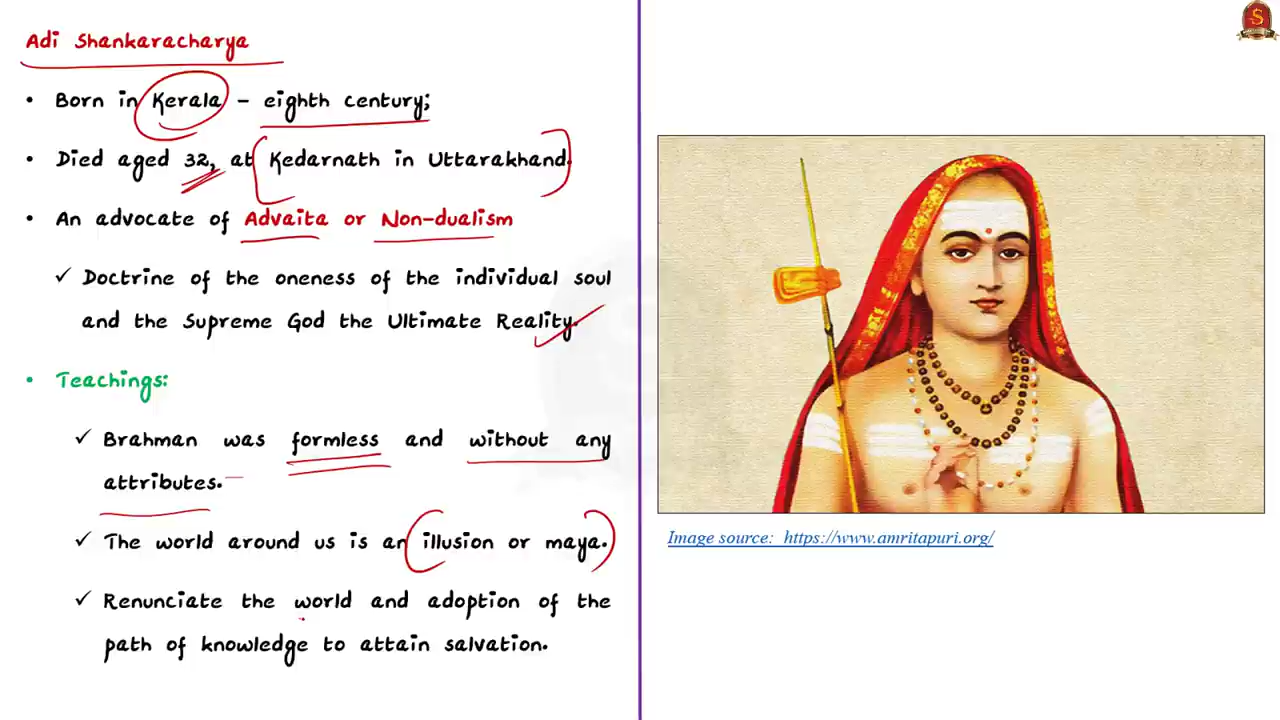 Adi Shankaracharya
• Born in Kerala - eighth century;
• Died aged 32, at Kedarnath in Uttarakhand.
• An advocate of Advaita or Non-dualism
✓ Doctrine of the oneness of the individual soul
and the Supreme God the Ultimate Reality.
• Teachings:
✓ Brahman was formless and without any
attributes.
✓ The world around us is an illusion or maya.
✓ Renunciate the world and adoption of the
path of knowledge to attain salvation.
Image source: https://www.amritapuri.org/
S